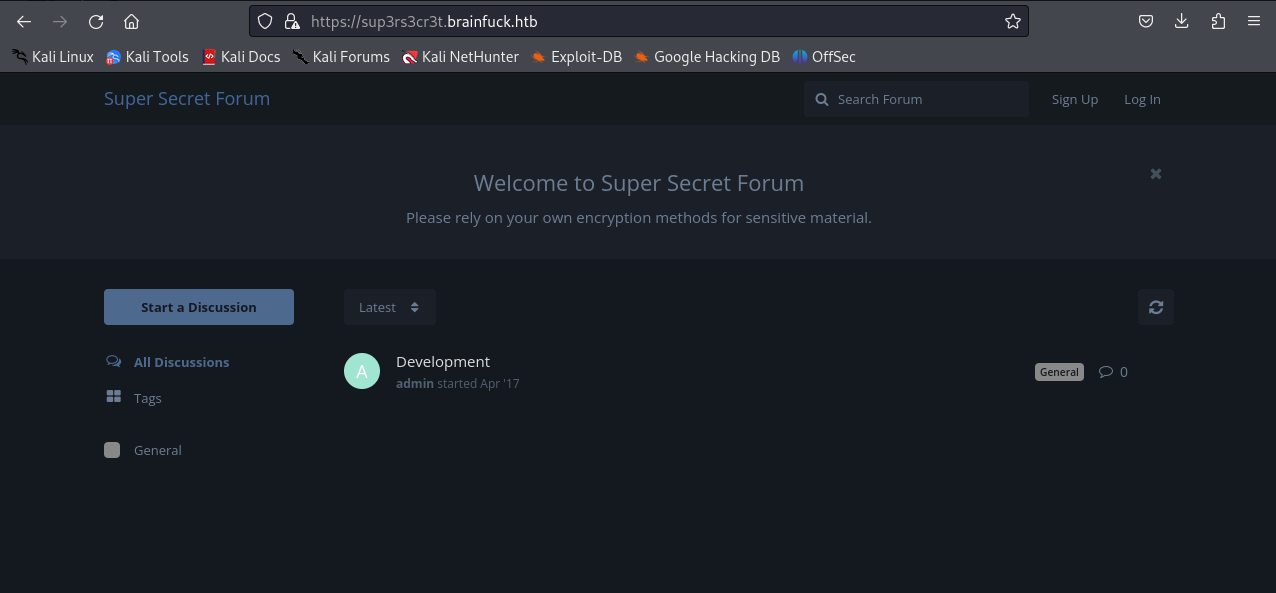 https://sup3rs3cr3t.brainfuck.htb
Kali Linux Kali Tools Kali Docs Kali Forums Kali NetHunter Exploit-DB Google Hacking DB OffSec
Super Secret Forum Search Forum Sign Up Log In
Welcome to Super Secret Forum
Please rely on your own encryption methods for sensitive material.
Start a Discussion Latest
All Discussions
A Development
General 0
admin started Apr '17
Tags
General